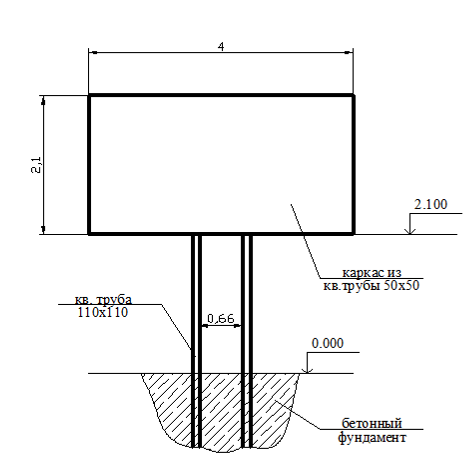 4
2,1
2.100
каркас из
кв.трубы 50х50
кв. труба
110х110
0,66
0.000
бетонный
фундамент